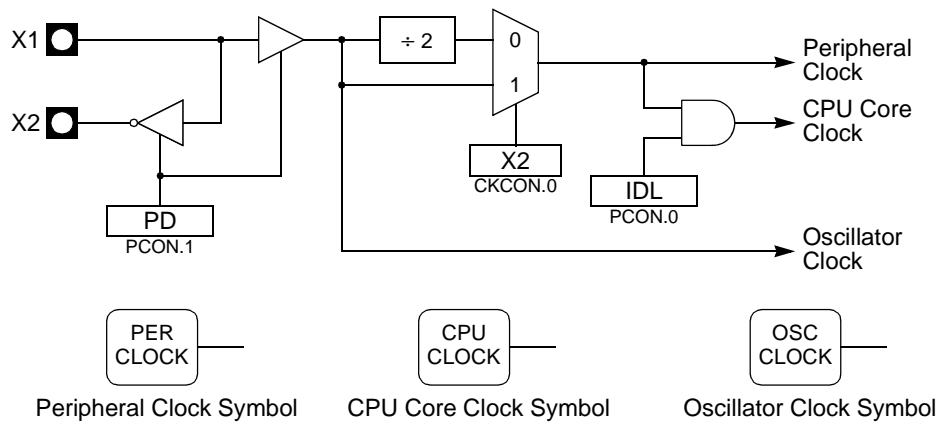 X1
÷ 2
0
1
Peripheral
Clock
X2
CPU Core
Clock
X2
CKCON.0
IDL
PCON.0
PD
PCON.1
Oscillator
Clock
PER
CLOCK
CPU
CLOCK
OSC
CLOCK
Peripheral Clock Symbol
CPU Core Clock Symbol
Oscillator Clock Symbol